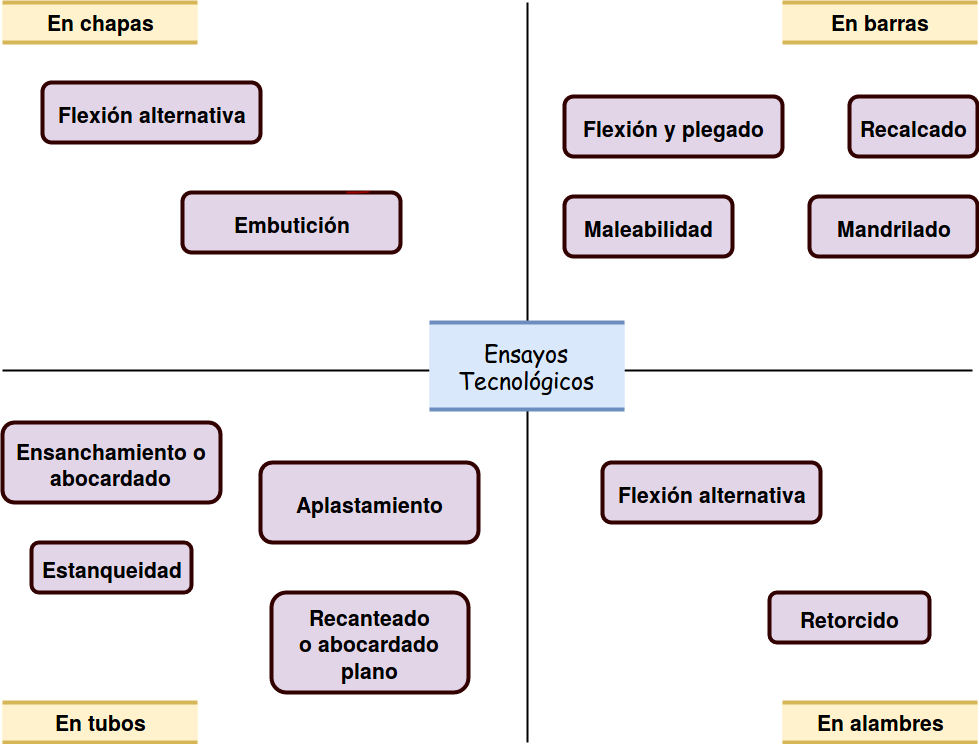 En chapas
Flexión alternativa
Embutición
En barras
Flexión y plegado
Recalcado
Maleabilidad
Mandrilado
Ensayos
Tecnológicos
Ensanchamiento o
abocardado
Aplastamiento
Estanqueidad
Recanteado
o abocardado
plano
En tubos
Flexión alternativa
Retorcido
En alambres